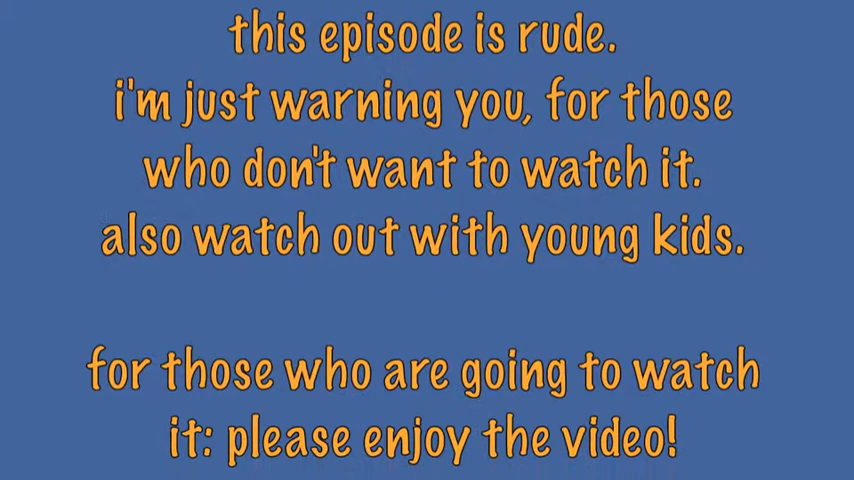 this episode is rude.
i'm just warning you, for those
who don't want to watch it.
also watch out with young kids.
for those who are going to watch
it: please enjoy the video!